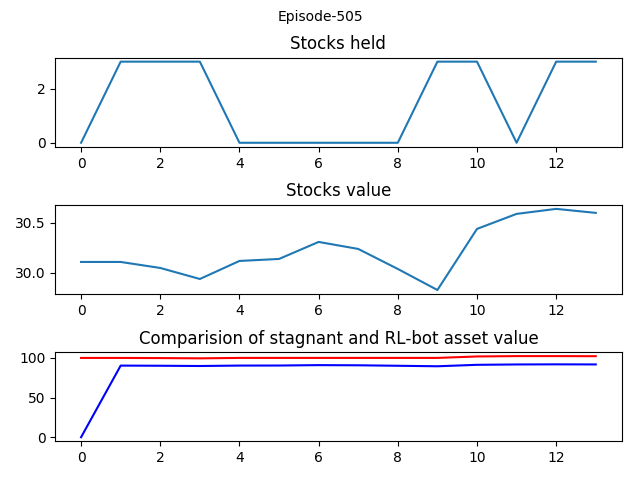 Episode-505
Stocks held
2
0
0 2 4 6 8 10 12
Stocks value
30.5
30.0
0 2 4 6 8 10 12
Comparision of stagnant and RL-bot asset value
100
50
0
0 2 4 6 8 10 12